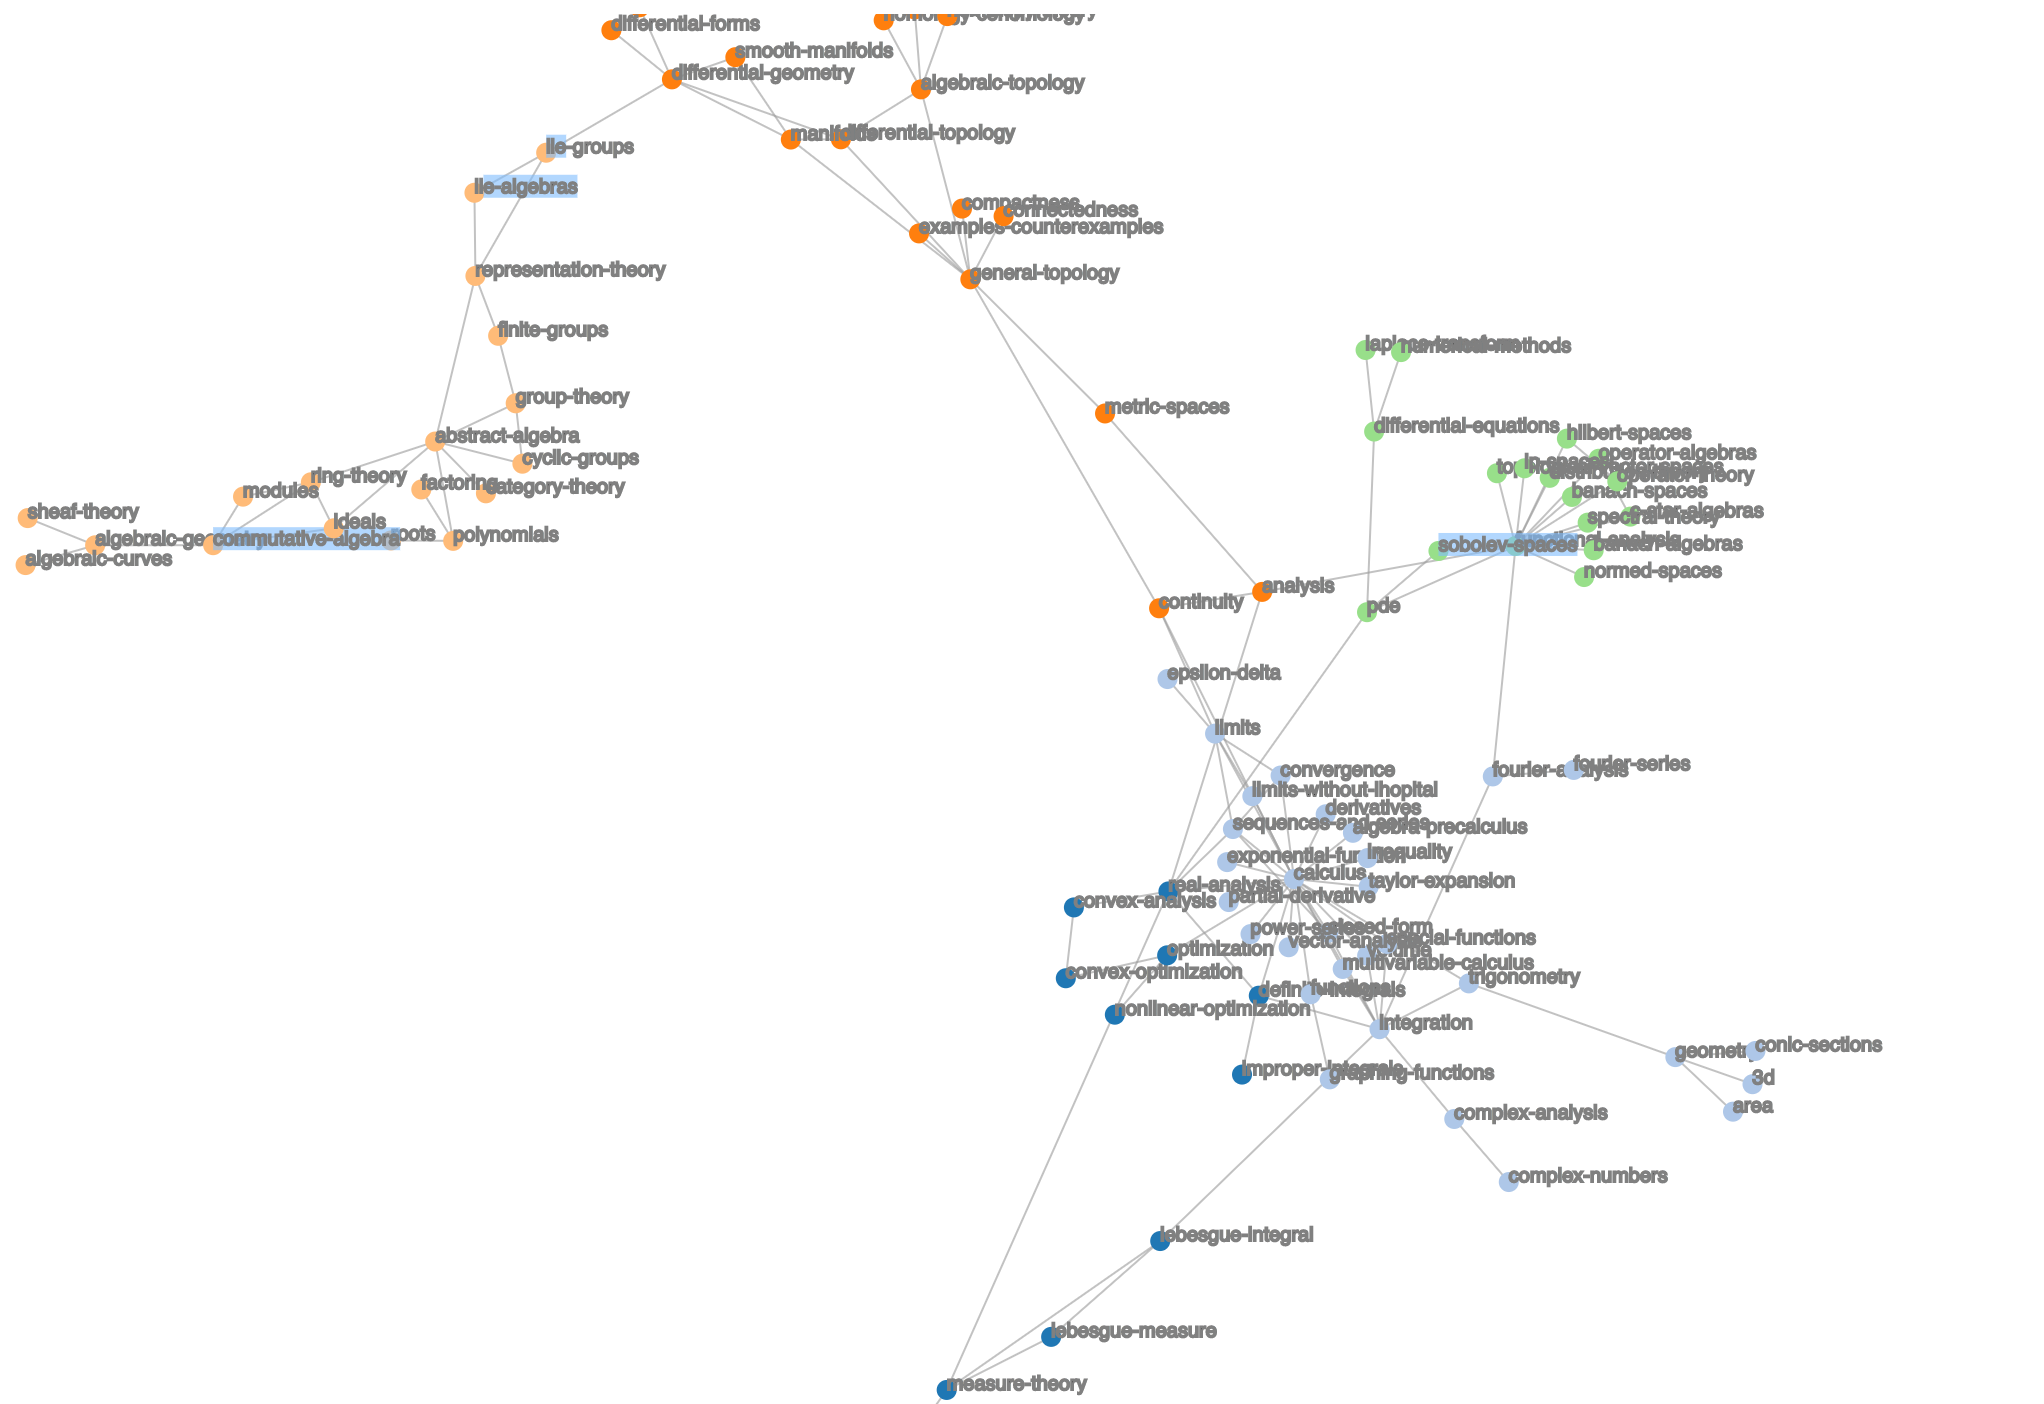 differential-forms
smooth-manifolds
differential-geometry
algebraic-topology
manifolds
differential-topology
lie-groups
lie-algebras
compactness
connectedness
examples-counterexamples
representation-theory
general-topology
finite-groups
laplace-transform
numerical-methods
group-theory
metric-spaces
abstract-algebra
differential-equations
hilbert-spaces
cyclic-groups
operator-algebras
ring-theory
lp-spaces
factoring
category-theory
operator-theory
modules
banach-spaces
sheaf-theory
ideals
spectral-theory
c-star-algebras
algebraic-geometry
commutative-algebra
roots
polynomials
functional-analysis
sobolev-spaces
banach-algebras
algebraic-curves
normed-spaces
analysis
continuity
pde
epsilon-delta
limits
convergence
fourier-analysis
fourier-series
limits-without-lhopital
derivatives
sequences-and-series
algebra-precalculus
exponential-function
inequality
calculus
taylor-expansion
real-analysis
partial-derivative
convex-analysis
power-series
closed-form
special-functions
vector-analysis
optimization
volume
multivariable-calculus
convex-optimization
trigonometry
definite-integrals
functions
nonlinear-optimization
integration
geometry
conic-sections
improper-integrals
graphing-functions
3d
area
complex-analysis
complex-numbers
lebesgue-integral
lebesgue-measure
measure-theory